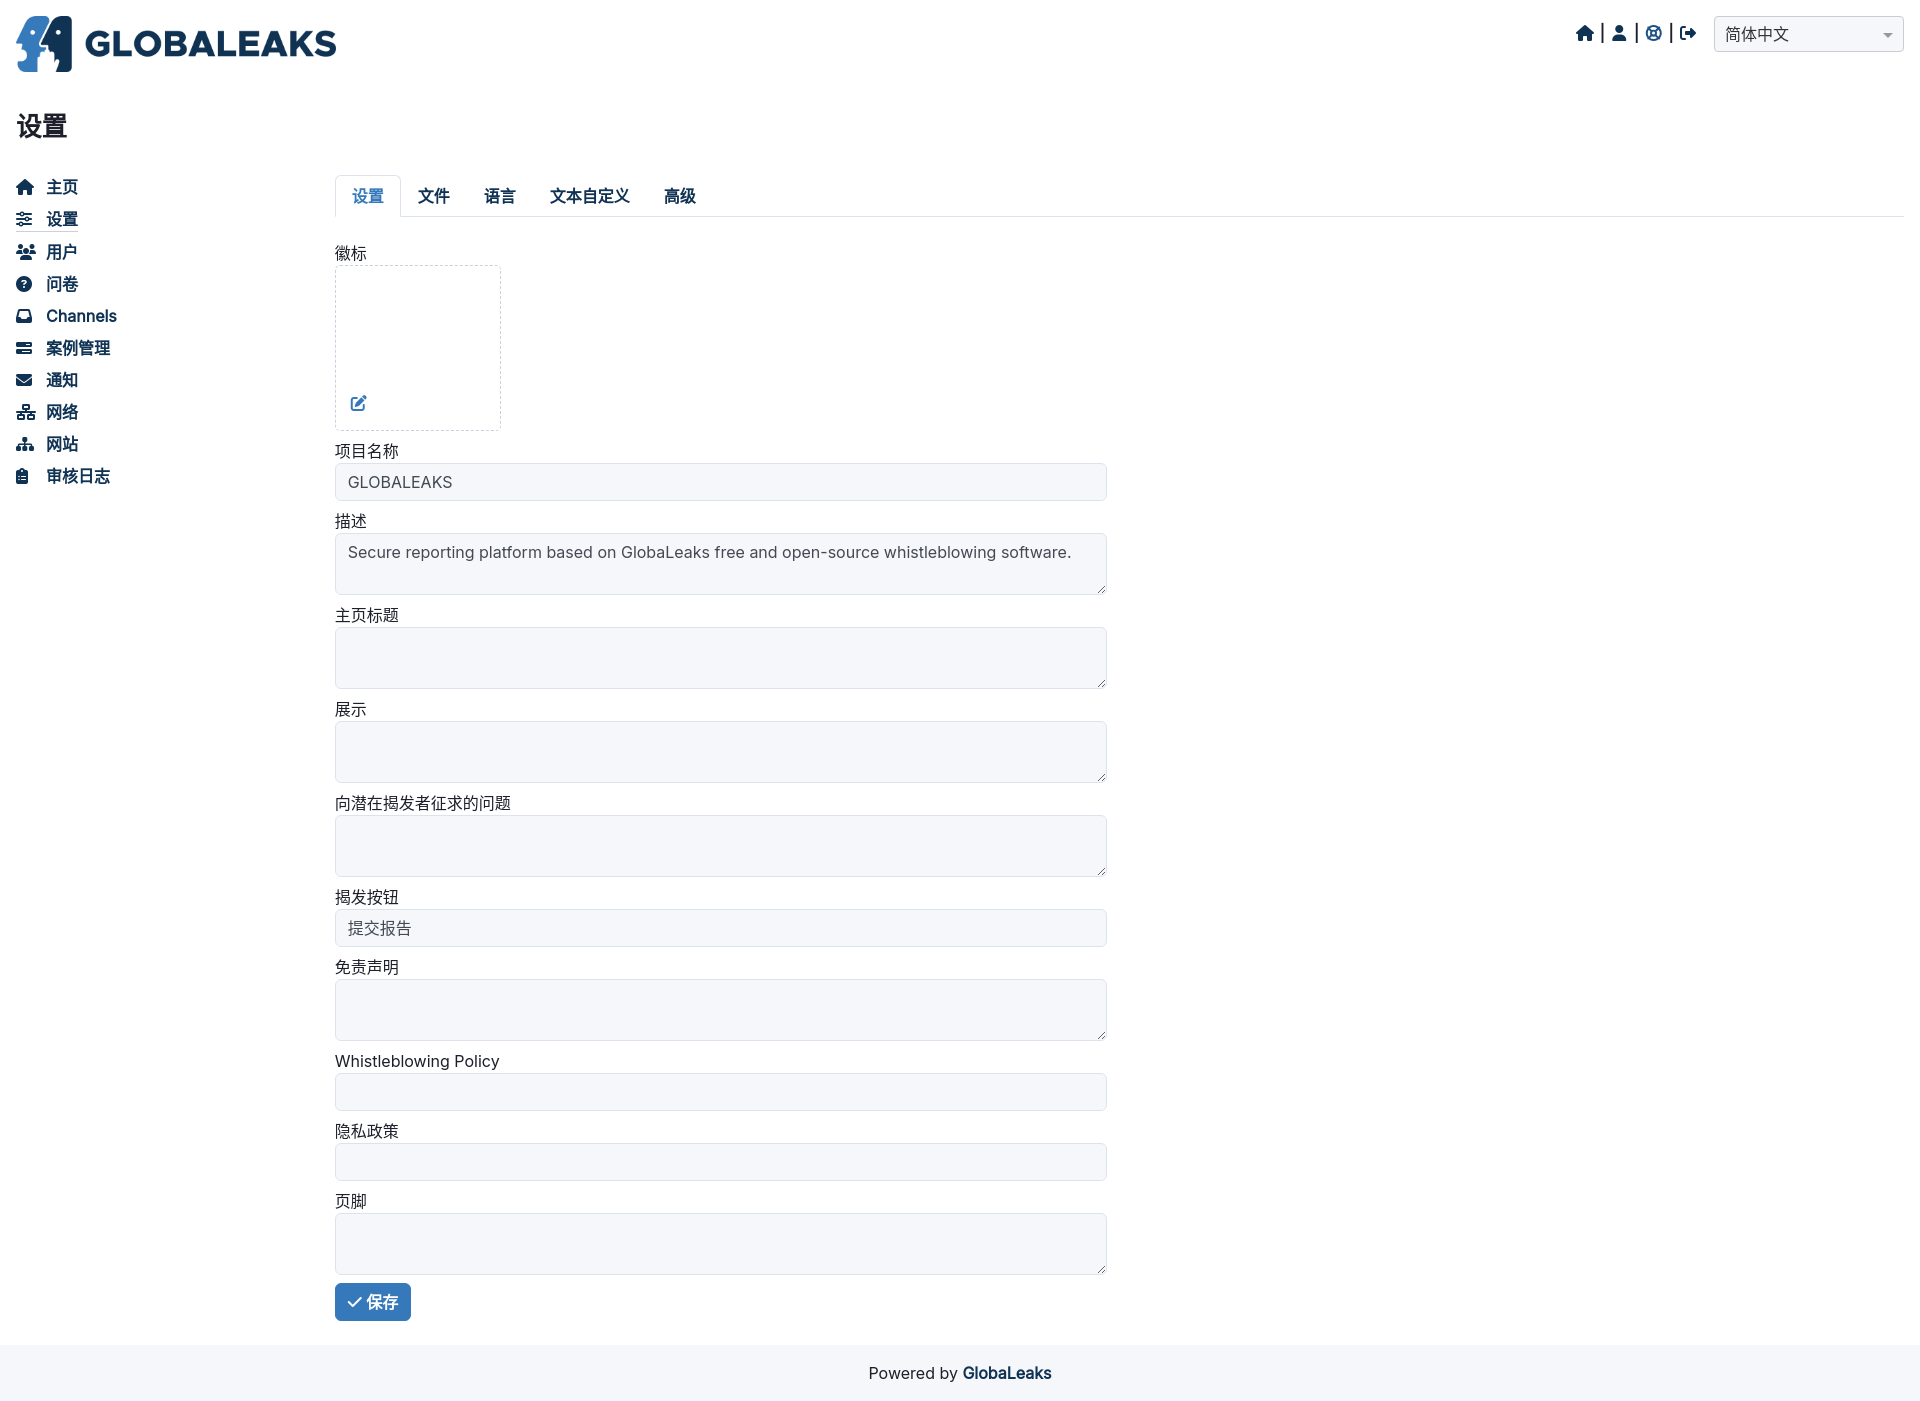 GLOBALEAKS
简体中文
设置
主页
设置
用户
问卷
Channels
案例管理
通知
网络
网站
审核日志
设置 文件 语言 文本自定义 高级
徽标
项目名称
GLOBALEAKS
描述
Secure reporting platform based on GlobaLeaks free and open-source whistleblowing software.
主页标题
展示
向潜在揭发者征求的问题
揭发按钮
提交报告
免责声明
Whistleblowing Policy
隐私政策
页脚
保存
Powered by GlobaLeaks